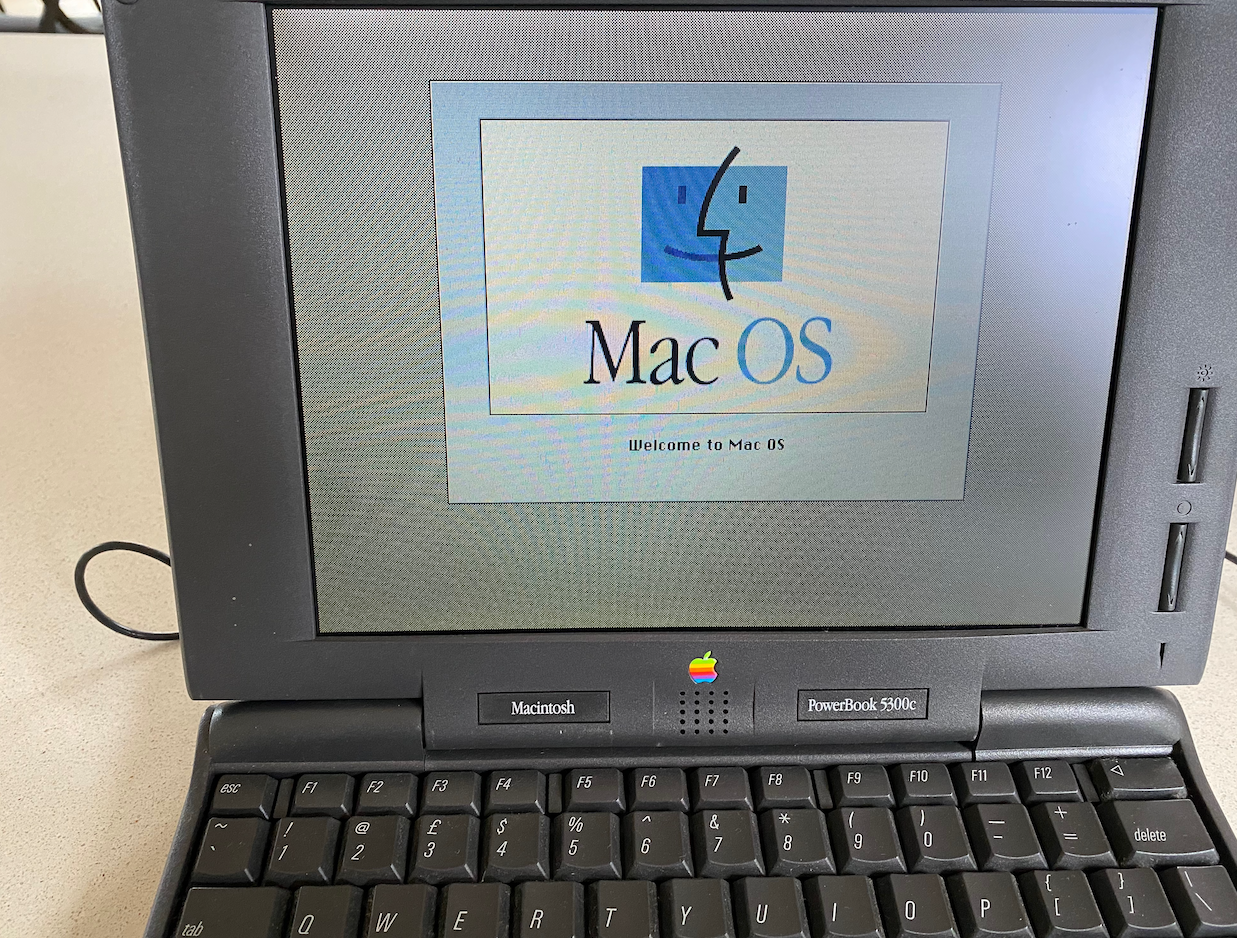 Mac OS
Welcome to Mac OS
Macintosh
PowerBook 5300c
esc F1 F2 F3 F4 F5 F6 F7 F8 F9 F10 F11 F12
~ ! @ £ $ % ^ & * ( ) — +
` 1 2 3 4 5 6 7 8 9 0 - = delete
{ } |
tab Q W E R T Y U I O P [ ] \